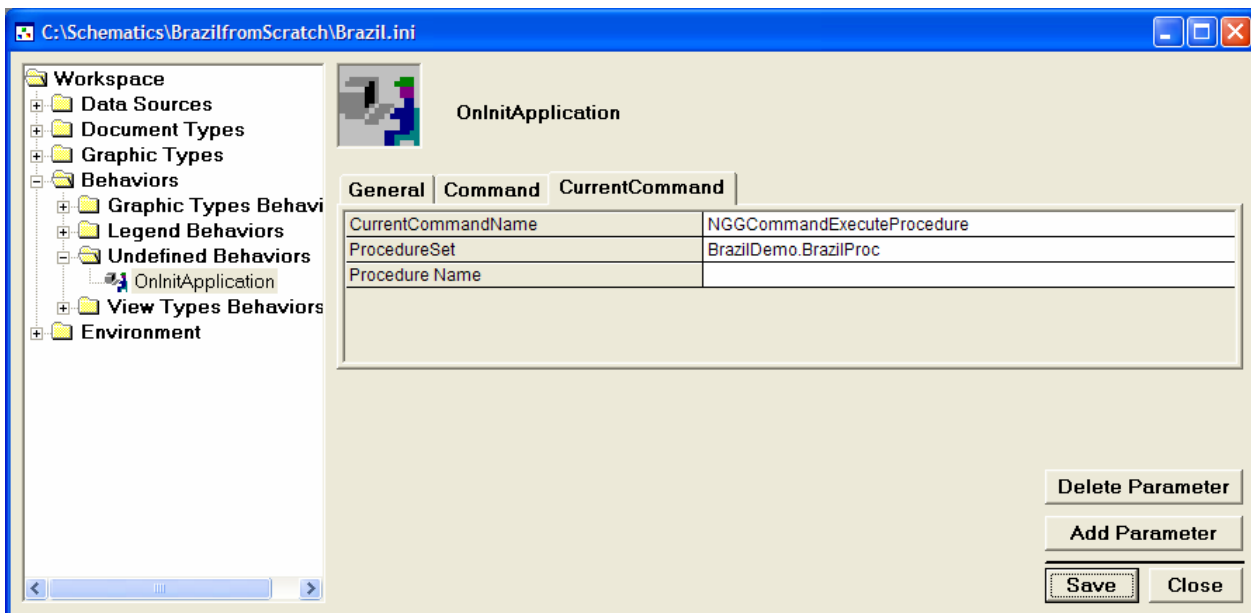 C:\Schematics\BrazilfromScratch\Brazil.ini
Workspace
Data Sources
Document Types
Graphic Types
Behaviors
Graphic Types Behavi
Legend Behaviors
Undefined Behaviors
OnInitApplication
View Types Behaviors
Environment
OnInitApplication
General Command CurrentCommand
CurrentCommandName NGGCommandExecuteProcedure
ProcedureSet BrazilDemo.BrazilProc
Procedure Name
Delete Parameter
Add Parameter
Save Close